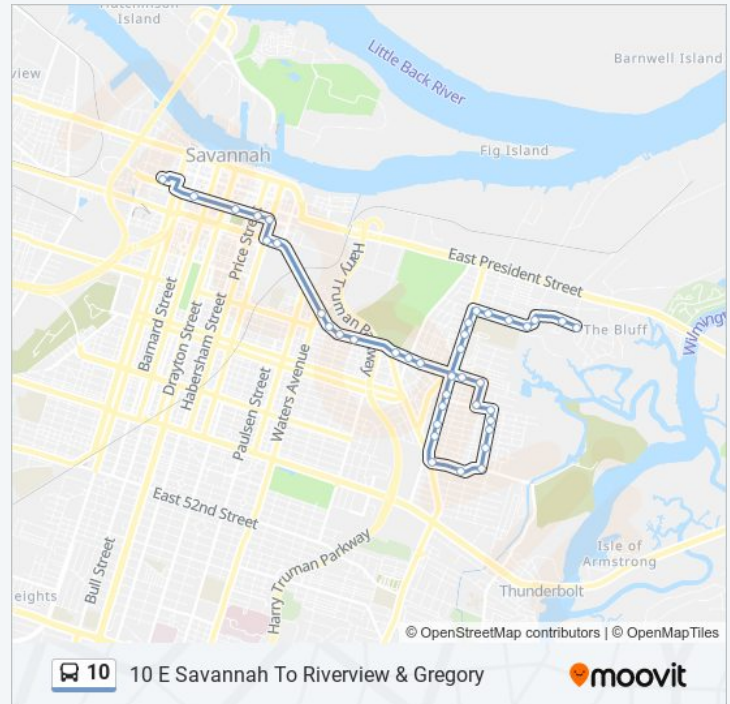 Hutchinson
Island
Little Back River
Barnwell Island
view
Savannah
Fig Island
Price Street
Harry Truman Parkway
East President Street
The Bluff
Wilming
Barnard Street
Drayton Street
Habersham Street
Paulsen Street
Waters Avenue
East 52nd Street
Bull Street
Harry Truman Parkway
Isle of
Armstrong
Thunderbolt
eights
© OpenStreetMap contributors | © OpenMapTiles
10 10 E Savannah To Riverview & Gregory
moovit